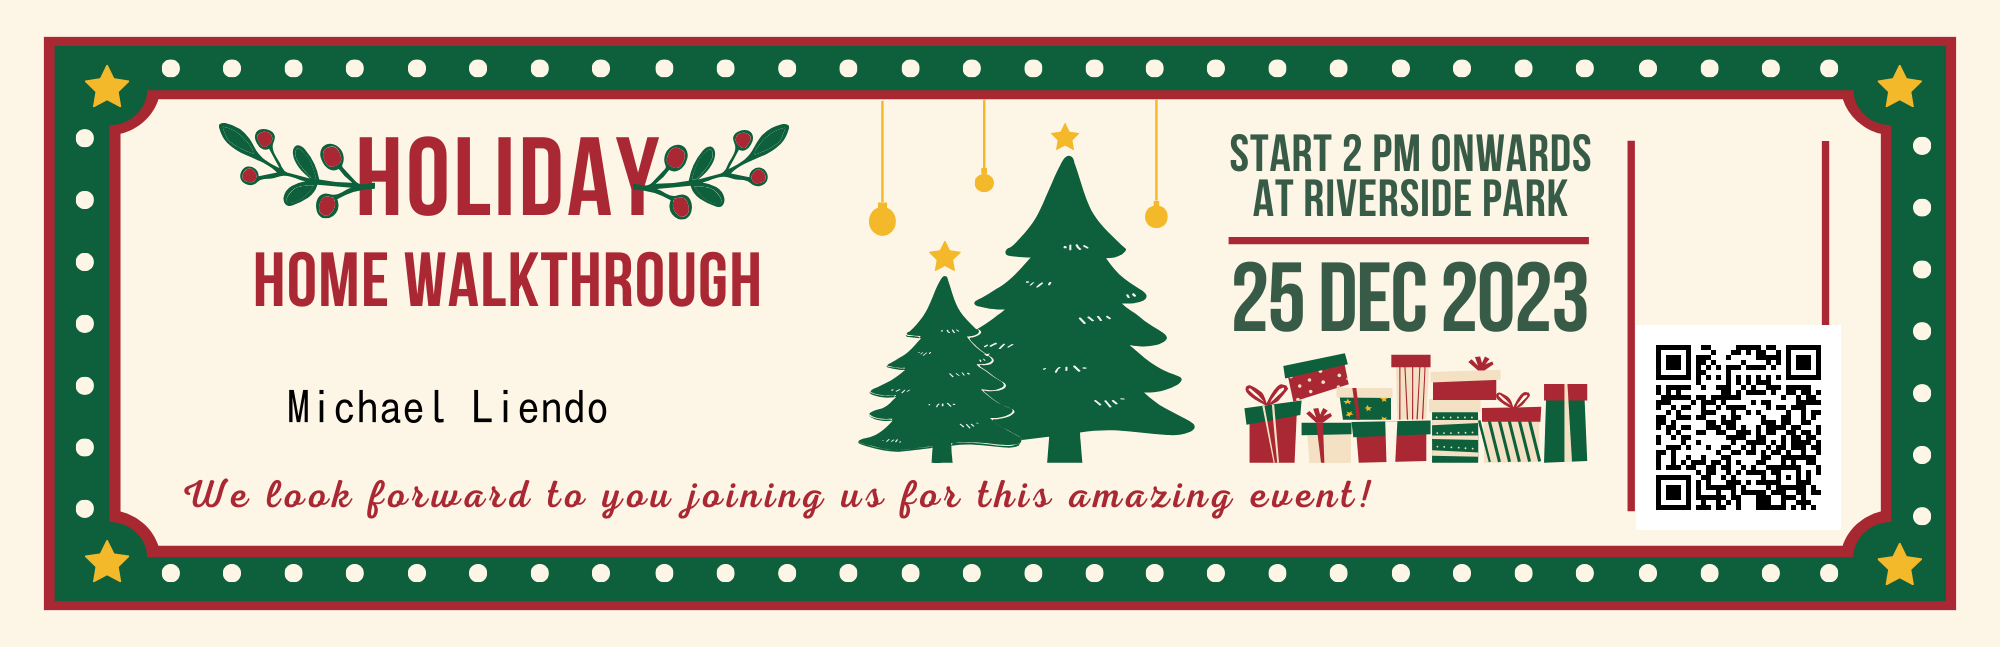 HOLIDAY
HOME WALKTHROUGH
Michael Liendo
We look forward to you joining us for this amazing event!
START 2 PM ONWARDS
AT RIVERSIDE PARK
25 DEC 2023